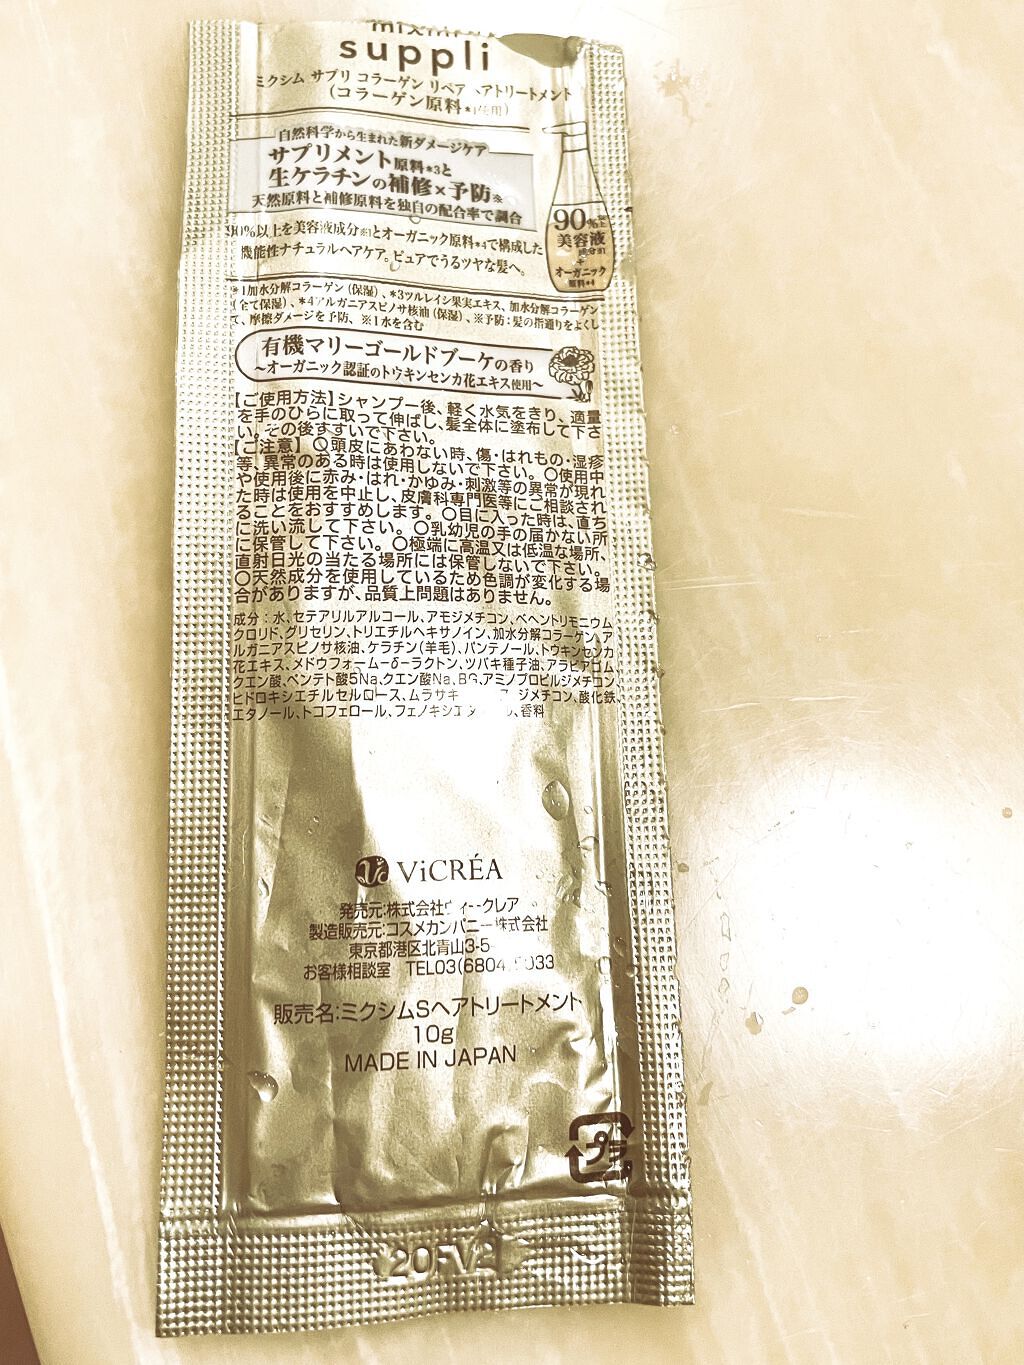 suppli
ミクシム サプリ コラーゲン リペア ヘアトリートメント
(コラーゲン原料*1使用)
自然科学から生まれた新ダメージケア
サプリメント原料*3と
生ケラチンの補修×予防※
天然原料と補修原料を独自の配合率で調合
90%以上を美容液成分※1とオーガニック原料*4で構成した
機能性ナチュラルヘアケア。ピュアでうるツヤな髪へ。
90%以上
美容液
成分※1
+
オーガニック
原料*4
*1加水分解コラーゲン(保湿)、*3ツルレイシ果実エキス、加水分解コラーゲン
(全て保湿)、*4アルガニアスピノサ核油(保湿)、※予防:髪の指通りをよくし
て、摩擦ダメージを予防、※1水を含む
有機マリーゴールドブーケの香り
~オーガニック認証のトウキンセンカ花エキス使用~
【ご使用方法】シャンプー後、軽く水気をきり、適量
を手のひらに取って伸ばし、髪全体に塗布して下さ
い。その後すすいで下さい。
【ご注意】○頭皮にあわない時、傷・はれもの・湿疹
等、異常のある時は使用しないで下さい。○使用中
や使用後に赤み・はれ・かゆみ・刺激等の異常が現れ
た時は使用を中止し、皮膚科専門医等にご相談され
ることをおすすめします。○目に入った時は、直ち
に洗い流して下さい。○乳幼児の手の届かない所
に保管して下さい。○極端に高温又は低温な場所、
直射日光の当たる場所には保管しないで下さい。
○天然成分を使用しているため色調が変化する場
合がありますが、品質上問題はありません。
成分:水、セテアリルアルコール、アモジメチコン、ベヘントリモニウム
クロリド、グリセリン、トリエチルヘキサノイン、加水分解コラーゲン、ア
ルガニアスピノサ核油、ケラチン(羊毛)、パンテノール、トウキンセンカ
花エキス、メドウフォーム-δ-ラクトン、ツバキ種子油、アラビアゴム、
クエン酸、ペンテト酸5Na、クエン酸Na、BG、アミノプロピルジメチコン、
ヒドロキシエチルセルロース、ムラサキ ジメチコン、酸化鉄、
エタノール、トコフェロール、 香料
ViCRÉA
発売元:株式会社ヴィークレア
製造販売元:コスメカンパニー株式会社
東京都港区北青山3-5-
お客様相談室 TEL03(6804
販売名:ミクシムSヘアトリートメント
10g
MADE IN JAPAN
プラ